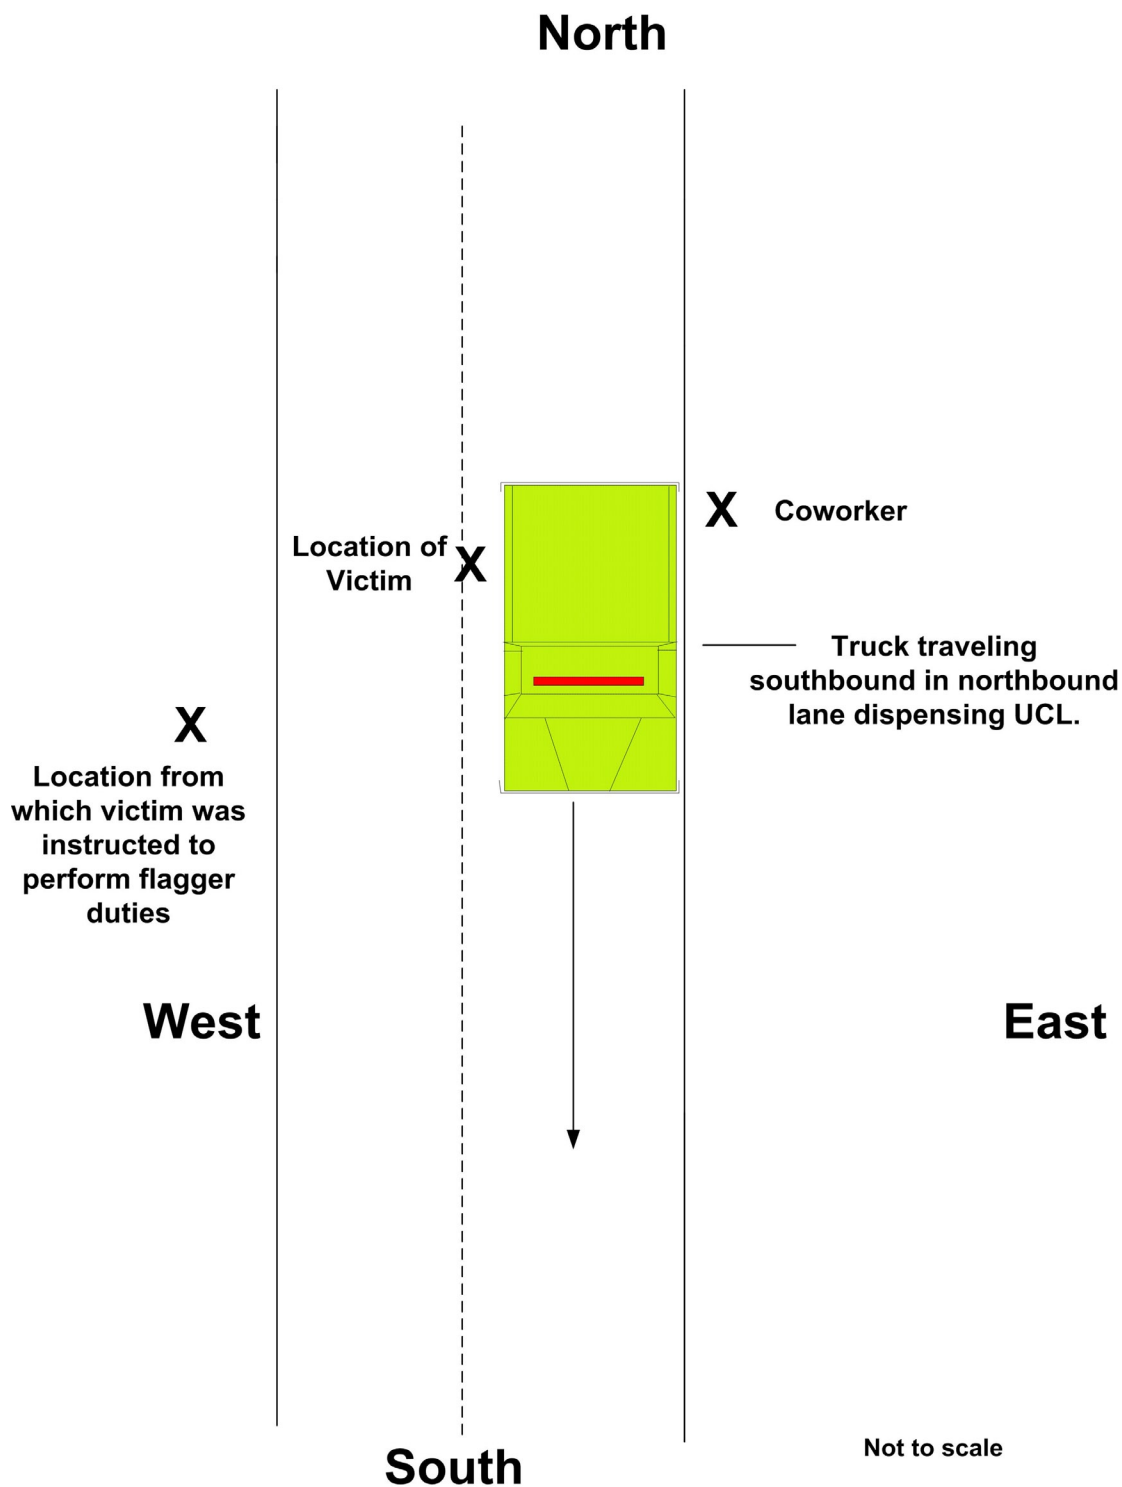 North
X
Coworker
Location of
Victim
X
Truck traveling
southbound in northbound
lane dispensing UCL.
X
Location from
which victim was
instructed to
perform flagger
duties
West
East
Not to scale
South